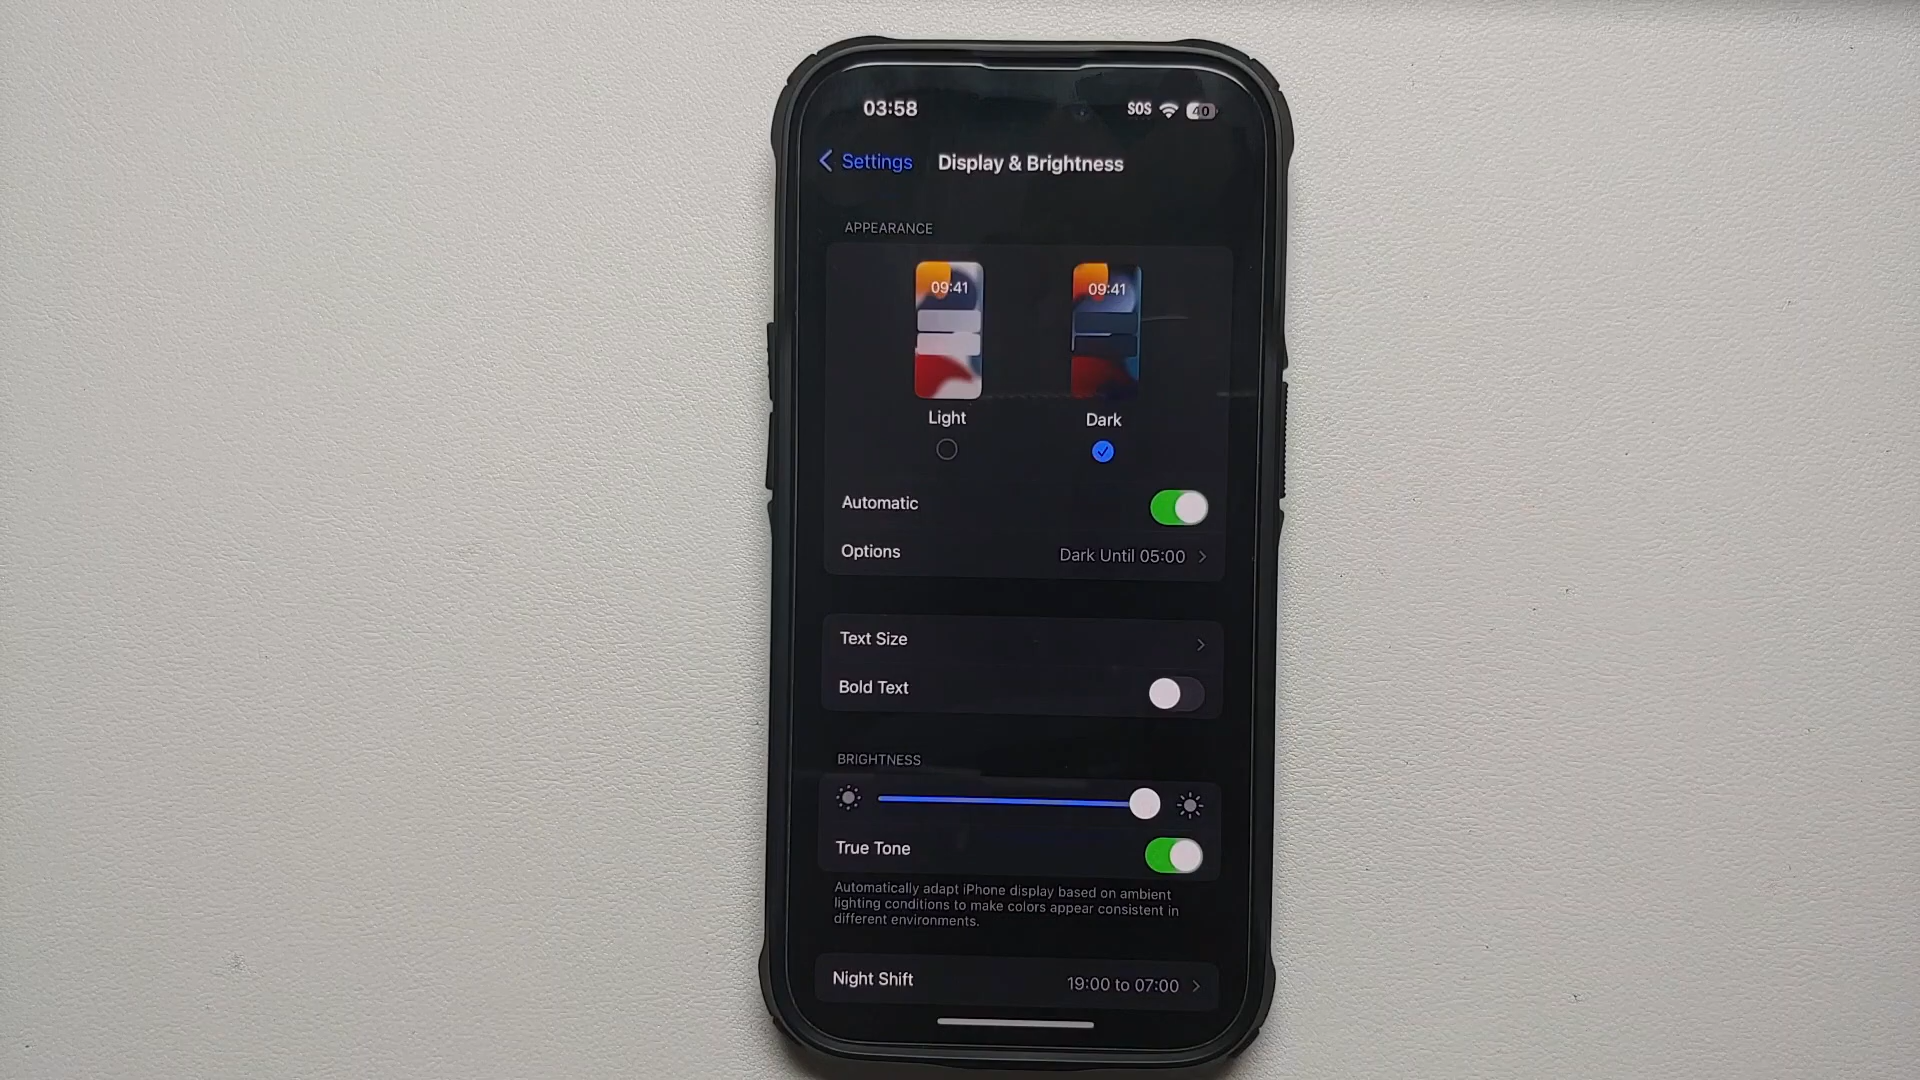 03:58 SOS 40
Settings Display & Brightness
APPEARANCE
09:41 09:41
Light Dark
Automatic
Options Dark Until 05:00
Text Size
Bold Text
BRIGHTNESS
True Tone
Automatically adapt iPhone display based on ambient
lighting conditions to make colors appear consistent in
different environments.
Night Shift 19:00 to 07:00